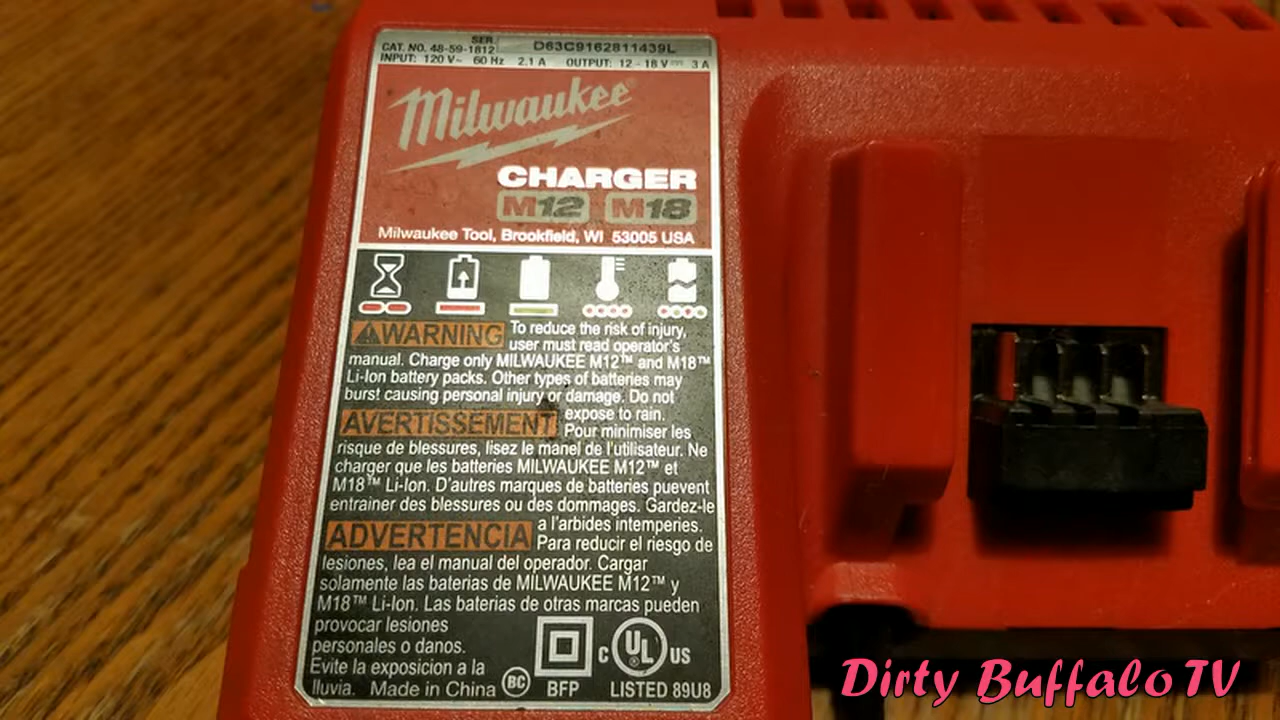 SER.
CAT. NO. 48-59-1812 D63C9162811439L
INPUT: 120 V~ 60 Hz 2,1 A OUTPUT: 12 - 18 V⎓ 3 A
Milwaukee®
CHARGER
M12 M18
Milwaukee Tool, Brookfield, WI 53005 USA
⚠WARNING To reduce the risk of injury,
user must read operator's
manual. Charge only MILWAUKEE M12™ and M18™
Li-Ion battery packs. Other types of batteries may
burst causing personal injury or damage. Do not
expose to rain.
AVERTISSEMENT Pour minimiser les
risque de blessures, lisez le manel de l'utilisateur. Ne
charger que les batteries MILWAUKEE M12™ et
M18™ Li-Ion. D'autres marques de batteries puevent
entrainer des blessures ou des dommages. Gardez-le
a l'arbides intemperies.
ADVERTENCIA Para reducir el riesgo de
lesiones, lea el manual del operador. Cargar
solamente las baterias de MILWAUKEE M12™ y
M18™ Li-Ion. Las baterias de otras marcas pueden
provocar lesiones
personales o danos.
Evite la exposicion a la
lluvia. Made in China BC BFP
C UL US
LISTED 89U8
Dirty Buffalo TV